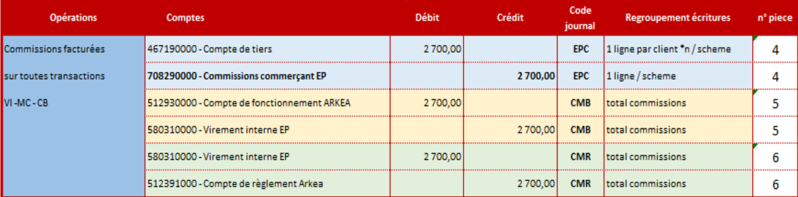 Opérations Comptes Débit Crédit Code journal Regroupement écritures n° piece
Commissions facturées 467190000 - Compte de tiers 2 700,00 EPC 1 ligne par client *n / scheme 4
sur toutes transactions 708290000 - Commissions commerçant EP 2 700,00 EPC 1 ligne / scheme 4
VI -MC - CB 512930000 - Compte de fonctionnement ARKEA 2 700,00 CMB total commissions 5
580310000 - Virement interne EP 2 700,00 CMB total commissions 5
580310000 - Virement interne EP 2 700,00 CMR total commissions 6
512391000 - Compte de règlement Arkea 2 700,00 CMR total commissions 6